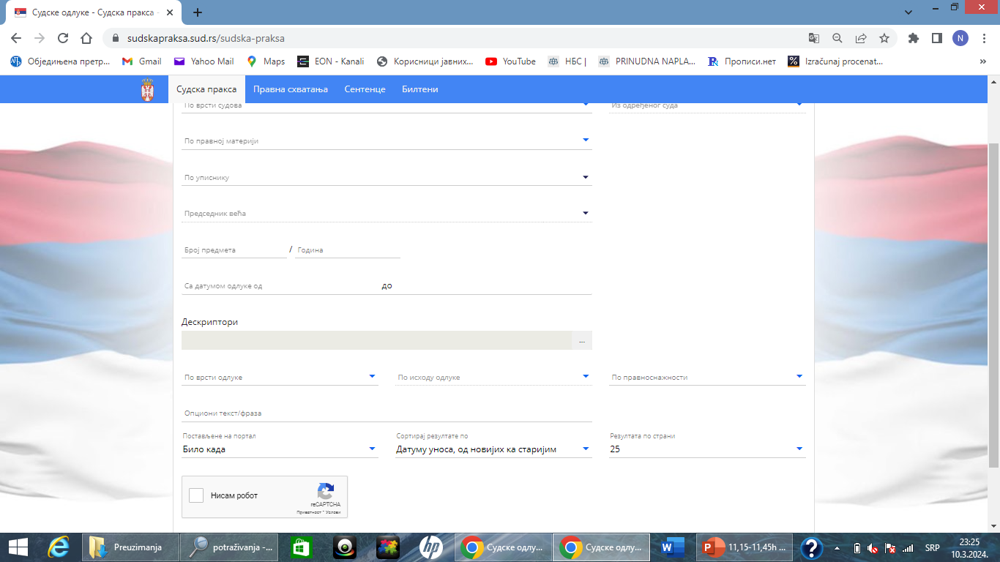 Судске одлуке - Судска пракса -
sudskapraksa.sud.rs/sudska-praksa
N
Обједињена претр...
Gmail
Yahoo Mail
Maps
EON - Kanali
Корисници јавних...
YouTube
НБС |
PRINUDNA NAPLA...
Прописи.нет
Izračunaj procenat...
»
Судска пракса
Правна схватања
Сентенце
Билтени
По врсти судова
Из одређеног суда
По правној материји
По уписнику
Председник већа
Број предмета / Година
Са датумом одлуке од до
Дескриптори
...
По врсти одлуке
По исходу одлуке
По правноснажности
Опциони текст/фраза
Постављене на портал
Било када
Сортирај резултате по
Датуму уноса, од новијих ка старијим
Резултата по страни
25
Нисам робот
reCAPTCHA
Приватност - Услови
Preuzimanja
potraživanja -...
Судске одлу...
Судске одлу...
11,15-11,45h ...
SRP
23:25
10.3.2024.